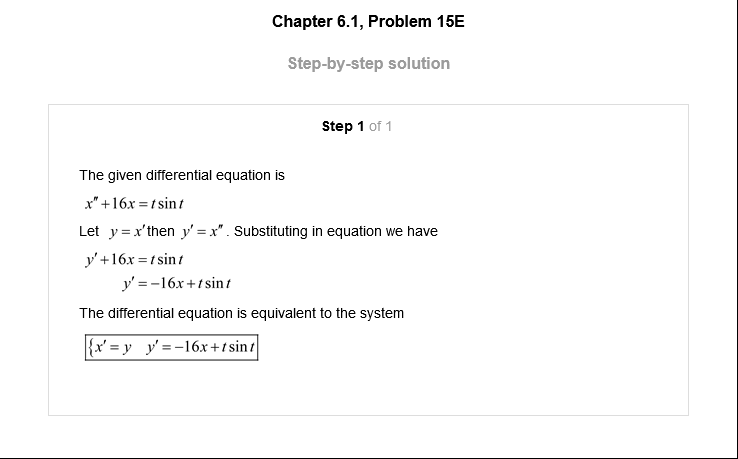 Chapter 6.1, Problem 15E
Step-by-step solution
Step 1 of 1
The given differential equation is
x″+16x=t sin t
Let y=x′then y′=x″. Substituting in equation we have
y′+16x=t sin t
y′=−16x+t sin t
The differential equation is equivalent to the system
{x′=y y′=−16x+t sin t